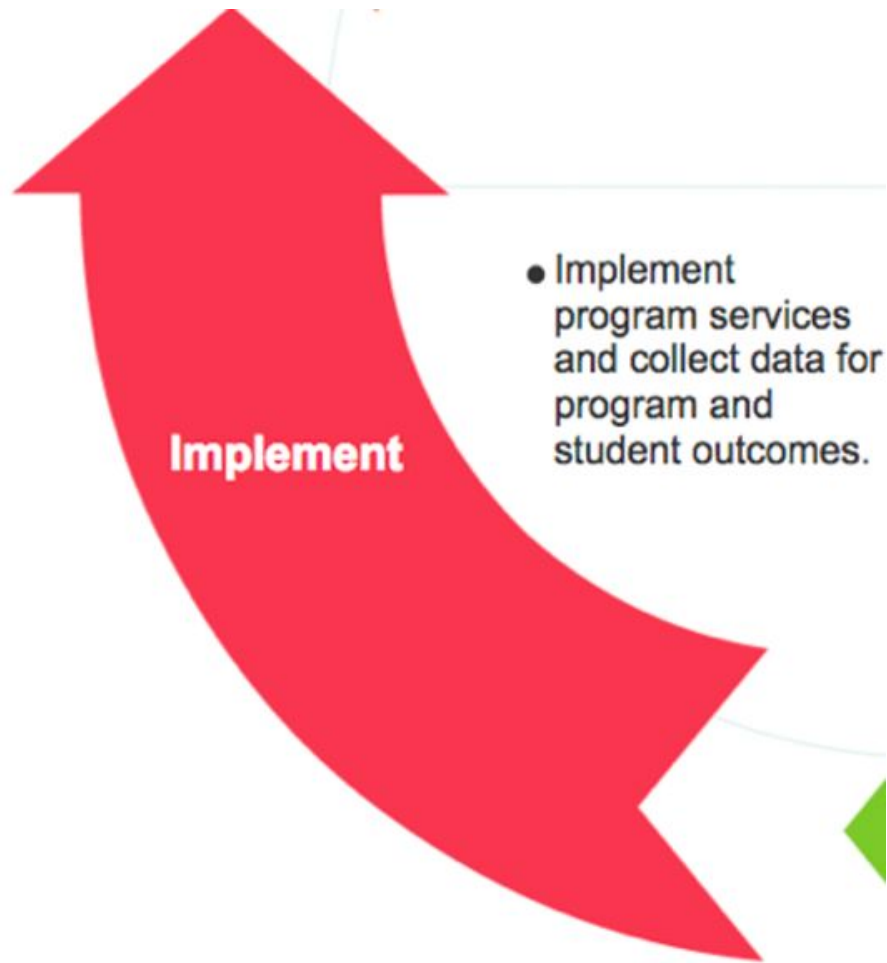 Implement
● Implement
program services
and collect data for
program and
student outcomes.